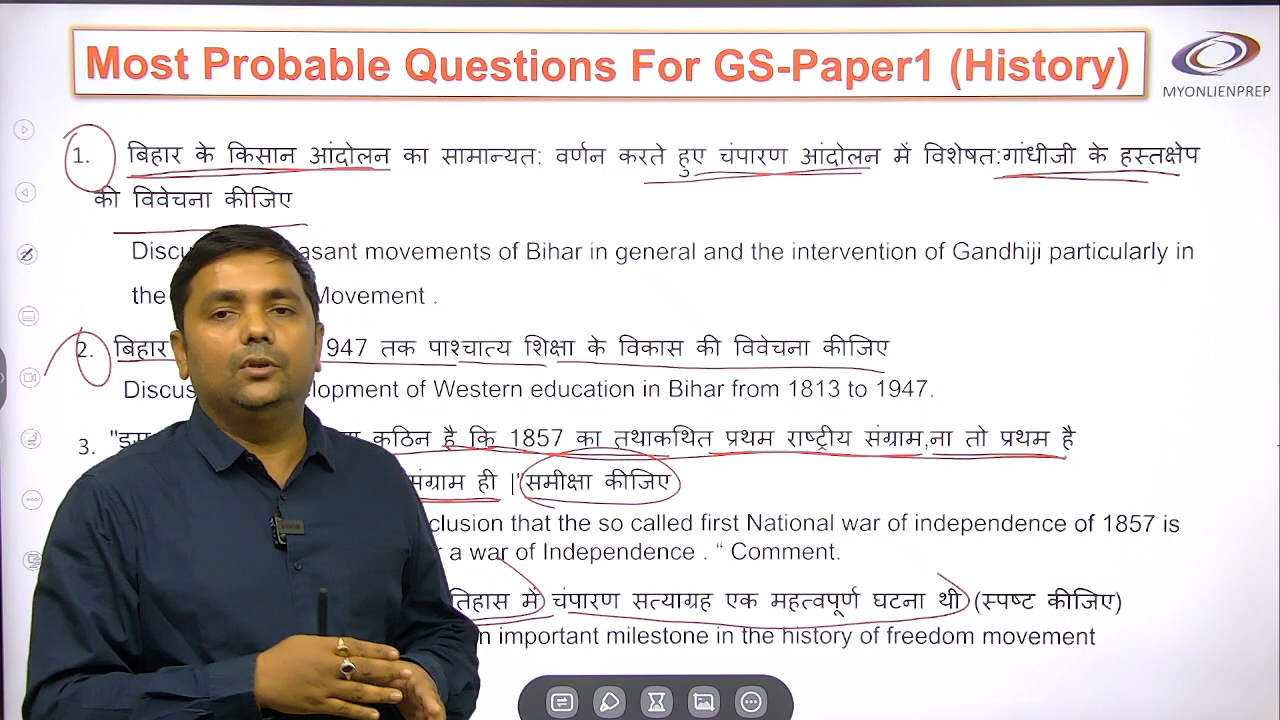 Most Probable Questions For GS-Paper1 (History)
MYONLIENPREP
1. बिहार के किसान आंदोलन का सामान्यत: वर्णन करते हुए चंपारण आंदोलन में विशेषत:गांधीजी के हस्तक्षेप
की विवेचना कीजिए
movements of Bihar in general and the intervention of Gandhiji particularly in
the Movement .
2. बिहार 947 तक पाश्चात्य शिक्षा के विकास की विवेचना कीजिए
of Western education in Bihar from 1813 to 1947.
3. कठिन है कि 1857 का तथाकथित प्रथम राष्ट्रीय संग्राम,ना तो प्रथम है
संग्राम ही |"समीक्षा कीजिए
that the so called first National war of independence of 1857 is
a war of Independence . “ Comment.
में चंपारण सत्याग्रह एक महत्वपूर्ण घटना थी (स्पष्ट कीजिए)
an important milestone in the history of freedom movement